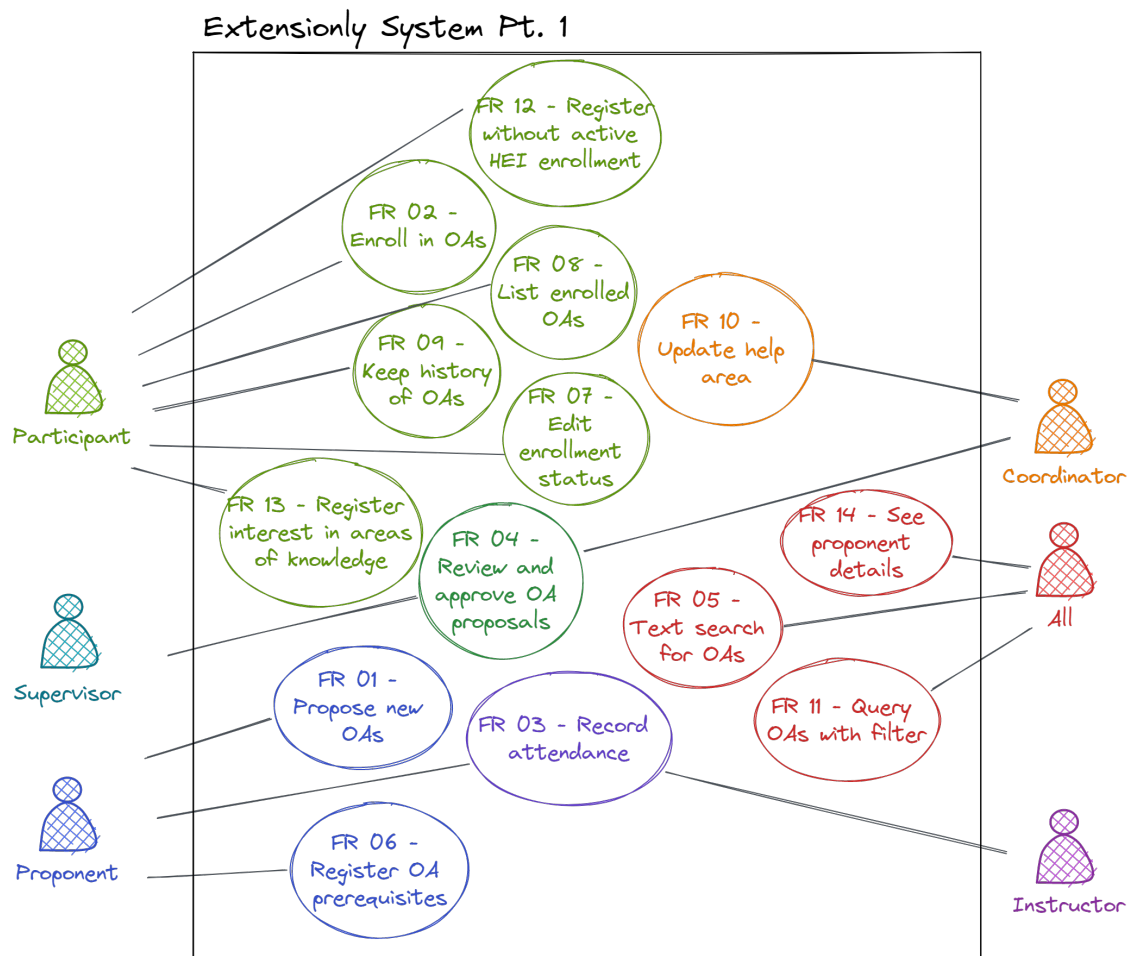 Extensionly System Pt. 1
FR 12 - Register
without active
HEI enrollment
FR 02 -
Enroll in OAs
FR 08 -
List enrolled
OAs
FR 10 -
Update help
area
FR 09 -
Keep history
of OAs
FR 07 -
Edit
enrollment
status
Participant
Coordinator
FR 13 - Register
interest in areas
of knowledge
FR 04 -
Review and
approve OA
proposals
FR 14 - See
proponent
details
FR 05 -
Text search
for OAs
All
Supervisor
FR 01 -
Propose new
OAs
FR 03 - Record
attendance
FR 11 - Query
OAs with filter
FR 06 -
Register OA
prerequisites
Proponent
Instructor